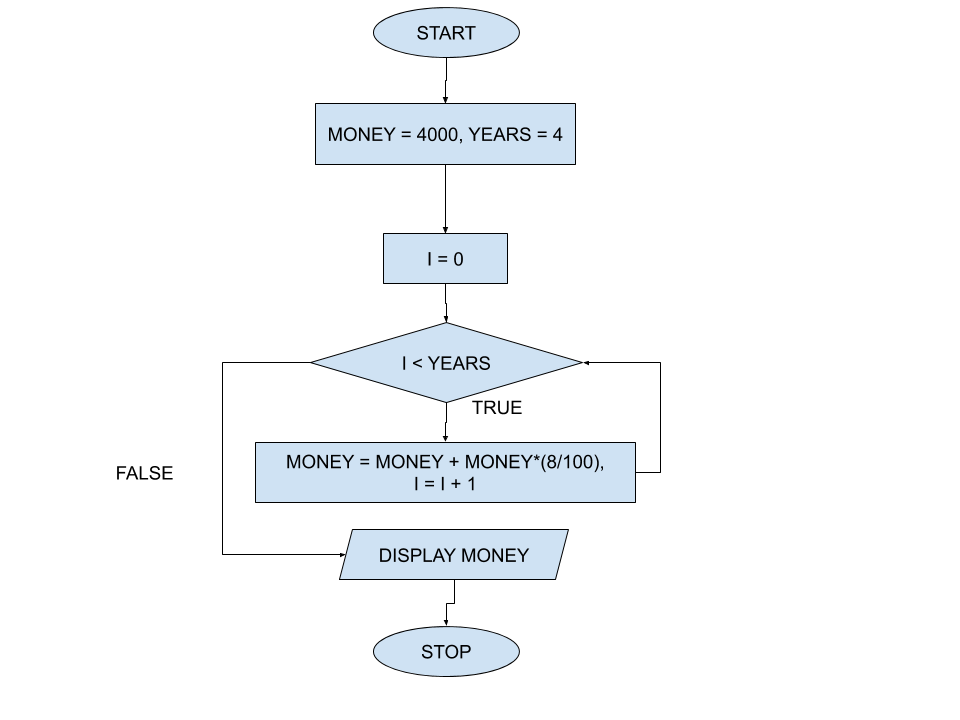 START
MONEY = 4000, YEARS = 4
I = 0
I < YEARS
TRUE
MONEY = MONEY + MONEY*(8/100),
I = I + 1
FALSE
DISPLAY MONEY
STOP